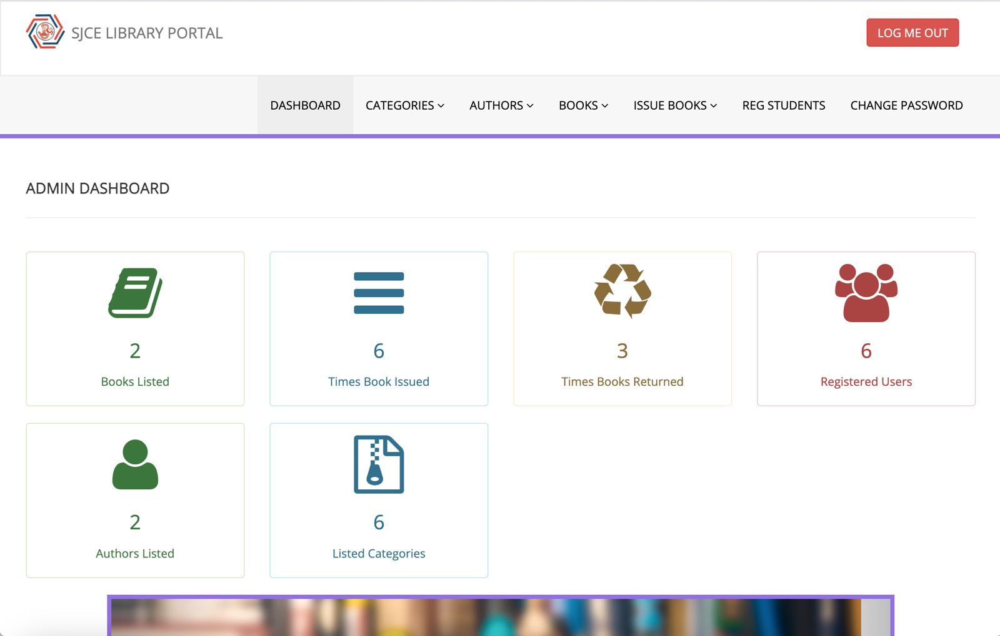 SJCE LIBRARY PORTAL
LOG ME OUT
DASHBOARD
CATEGORIES
AUTHORS
BOOKS
ISSUE BOOKS
REG STUDENTS
CHANGE PASSWORD
ADMIN DASHBOARD
2
Books Listed
6
Times Book Issued
3
Times Books Returned
6
Registered Users
2
Authors Listed
6
Listed Categories